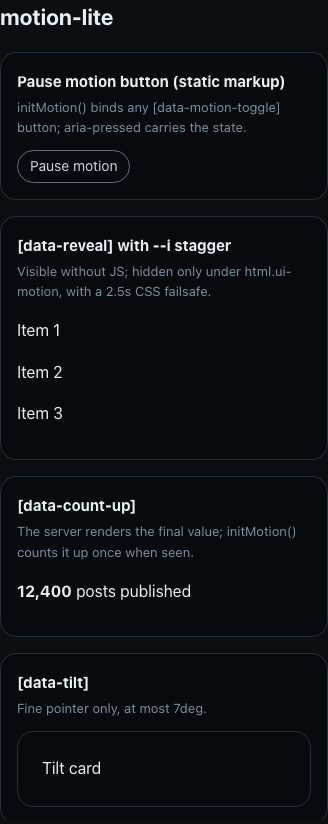 motion-lite
Pause motion button (static markup)
initMotion() binds any [data-motion-toggle]
button; aria-pressed carries the state.
Pause motion
[data-reveal] with --i stagger
Visible without JS; hidden only under html.ui-
motion, with a 2.5s CSS failsafe.
Item 1
Item 2
Item 3
[data-count-up]
The server renders the final value; initMotion()
counts it up once when seen.
12,400 posts published
[data-tilt]
Fine pointer only, at most 7deg.
Tilt card